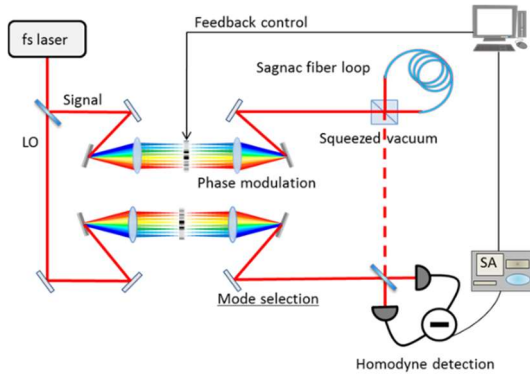 fs laser
Feedback control
Sagnac fiber loop
Signal
LO
Squeezed vacuum
Phase modulation
SA
Mode selection
Homodyne detection